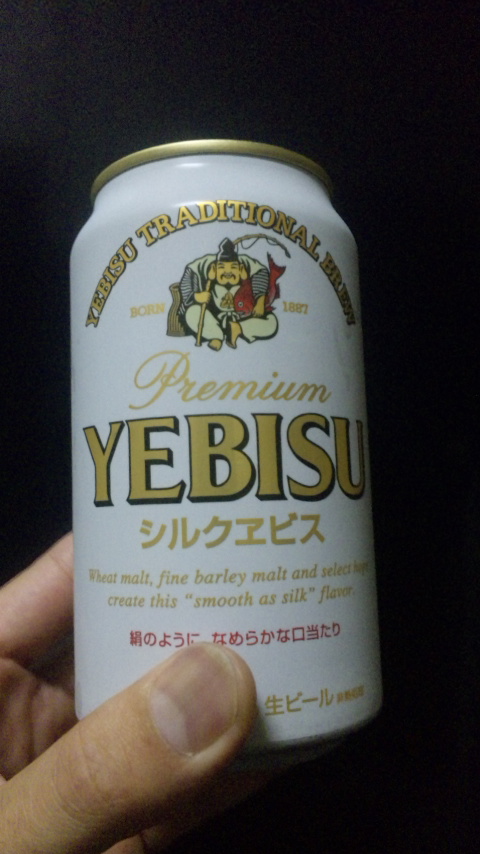 YEBISU TRADITIONAL BREW
BORN 1887
Premium
YEBISU
シルクヱビス
Wheat malt, fine barley malt and select hops
create this “smooth as silk” flavor.
絹のように、なめらかな口当たり
生ビール